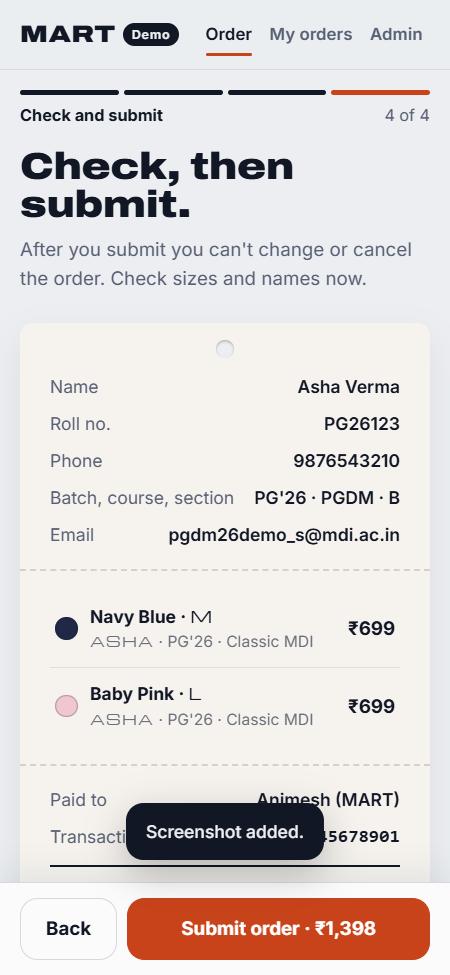 MART Demo Order My orders Admin
Check and submit 4 of 4
Check, then
submit.
After you submit you can't change or cancel
the order. Check sizes and names now.
Name Asha Verma
Roll no. PG26123
Phone 9876543210
Batch, course, section PG'26 · PGDM · B
Email pgdm26demo_s@mdi.ac.in
Navy Blue · M
ASHA · PG'26 · Classic MDI ₹699
Baby Pink · L
ASHA · PG'26 · Classic MDI ₹699
Paid to Animesh (MART)
Screenshot added.
Back Submit order · ₹1,398